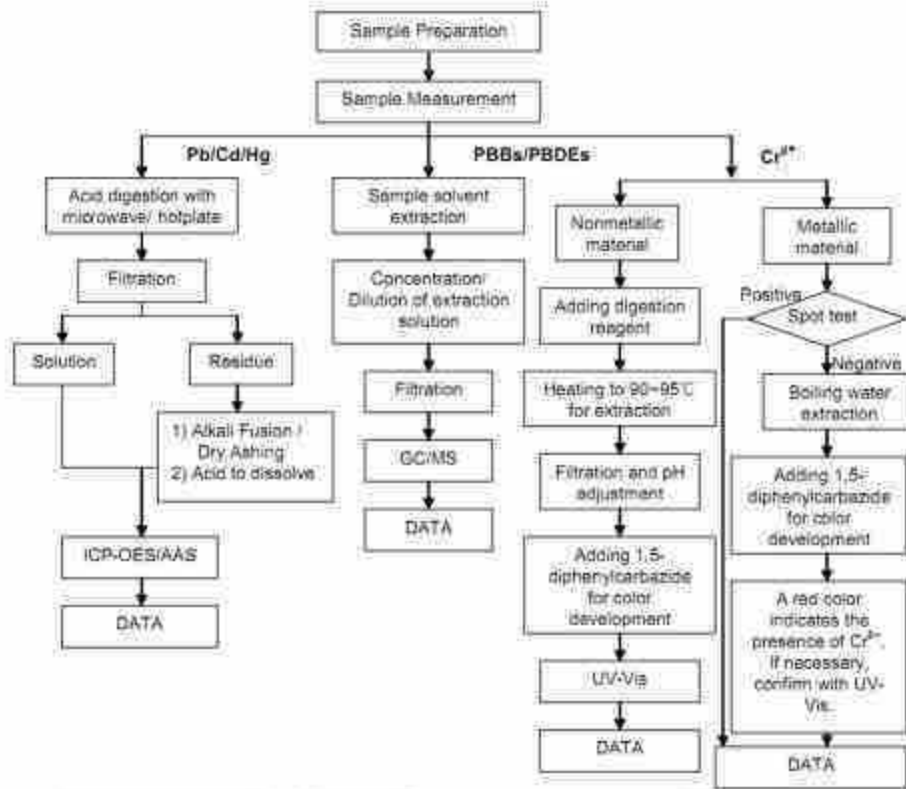 Sample Preparation
Sample Measurement
Pb/Cd/Hg
PBBs/PBDEs
Cr⁶⁺
Acid digestion with
microwave/ hotplate
Filtration
Solution
Residue
1) Alkali Fusion /
Dry Ashing
2) Acid to dissolve
ICP-OES/AAS
DATA
Sample solvent
extraction
Concentration/
Dilution of extraction
solution
Filtration
GC/MS
DATA
Nonmetallic
material
Adding digestion
reagent
Heating to 90~95℃
for extraction
Filtration and pH
adjustment
Adding 1,5-
diphenylcarbazide
for color
development
UV-Vis
DATA
Metallic
material
Positive
Spot test
Negative
Boiling water
extraction
Adding 1,5-
diphenylcarbazide
for color
development
A red color
indicates the
presence of Cr⁶⁺.
If necessary,
confirm with UV-
Vis.
DATA